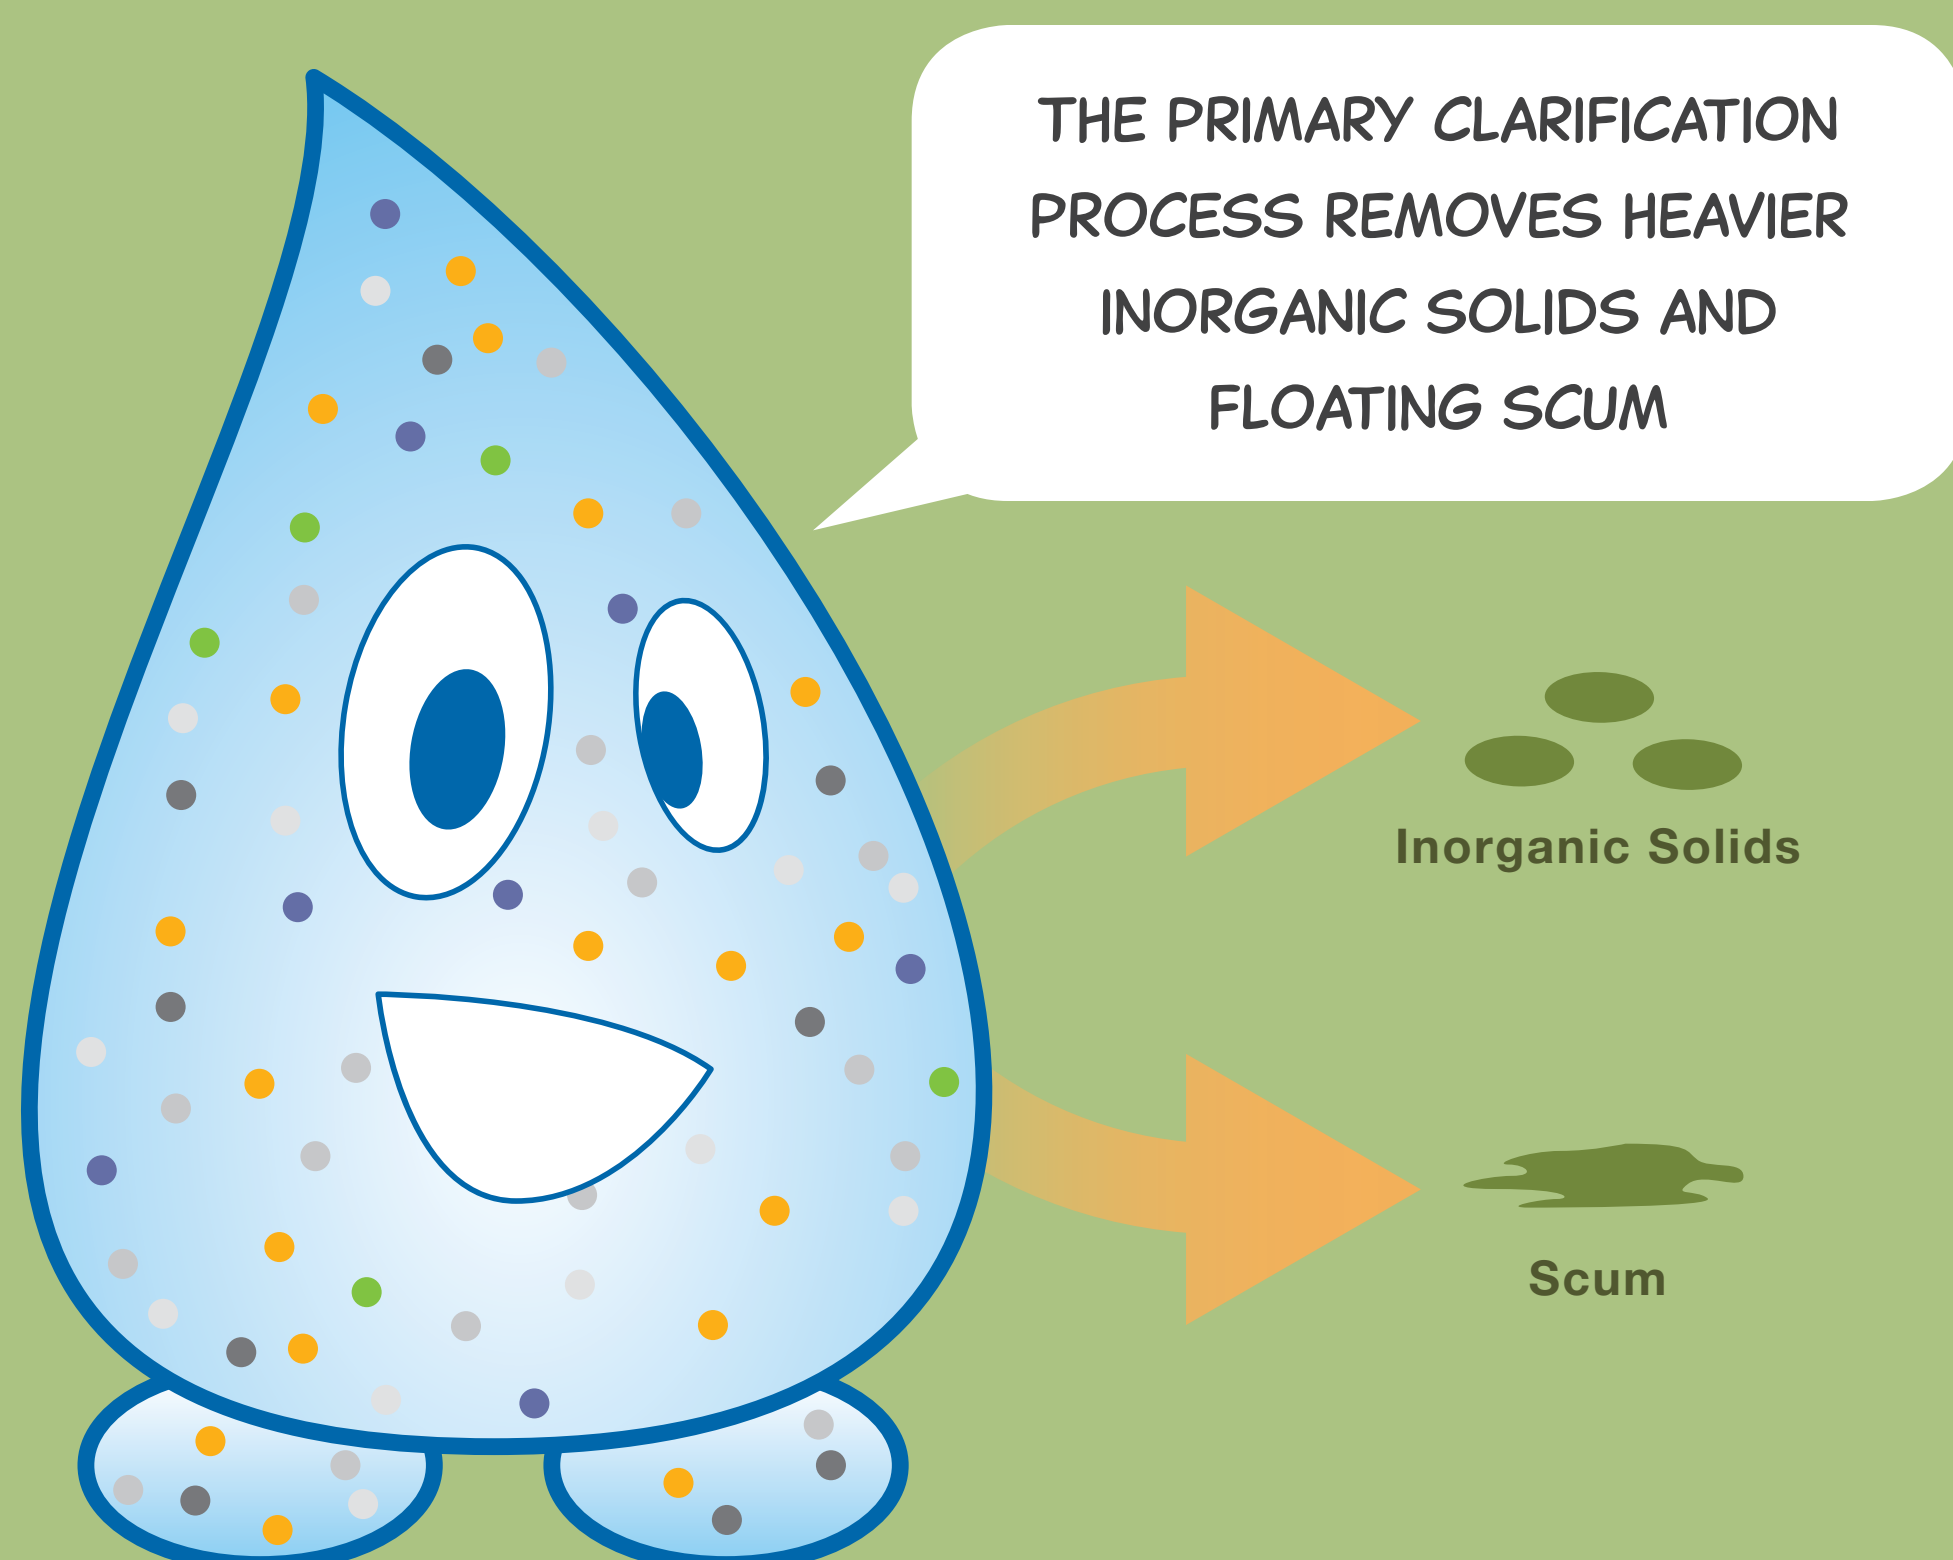 THE PRIMARY CLARIFICATION
PROCESS REMOVES HEAVIER
INORGANIC SOLIDS AND
FLOATING SCUM
Inorganic Solids
Scum